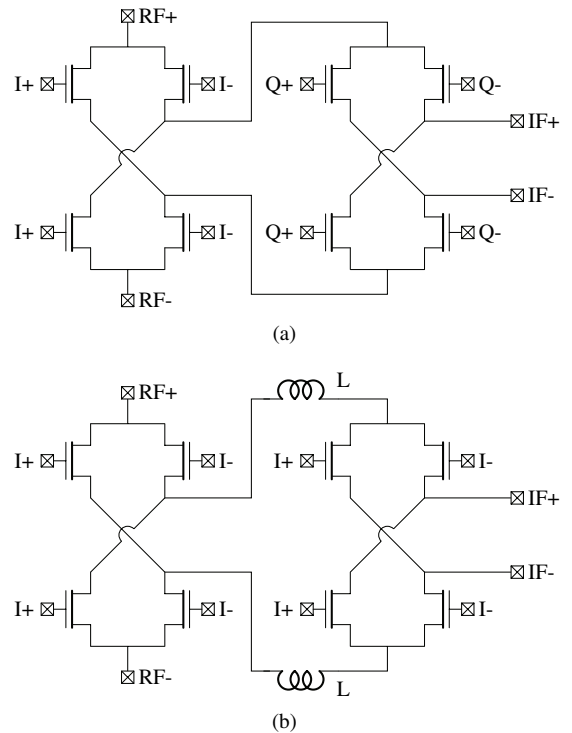 RF+
I+ I- Q+ Q-
IF+
IF-
I+ I- Q+ Q-
RF-
(a)
L
RF+
I+ I- I+ I-
IF+
IF-
I+ I- I+ I-
RF-
L
(b)